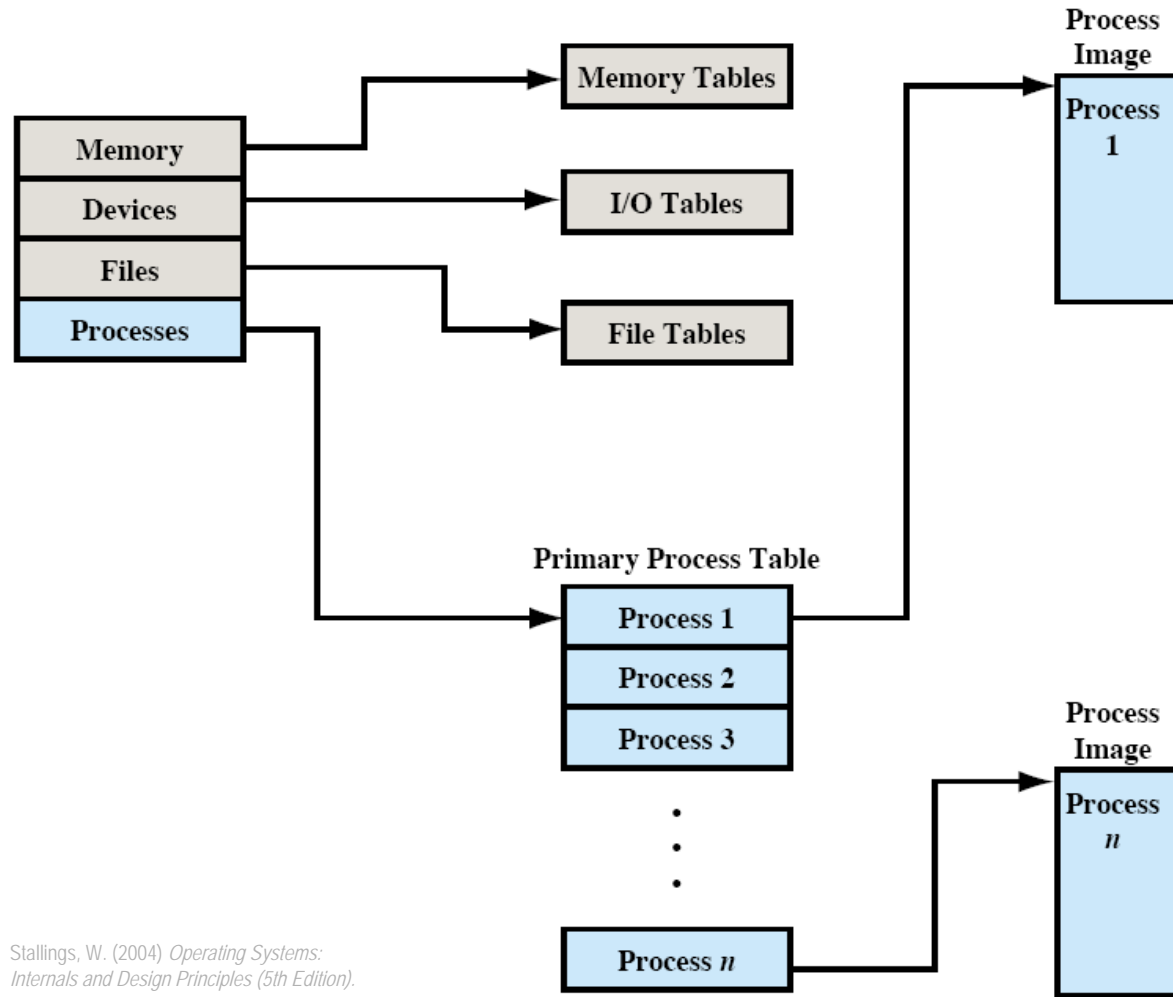 Memory
Devices
Files
Processes
Memory Tables
I/O Tables
File Tables
Primary Process Table
Process 1
Process 2
Process 3
.
.
.
Process n
Process
Image
Process
1
Process
Image
Process
n
Stallings, W. (2004) Operating Systems:
Internals and Design Principles (5th Edition).